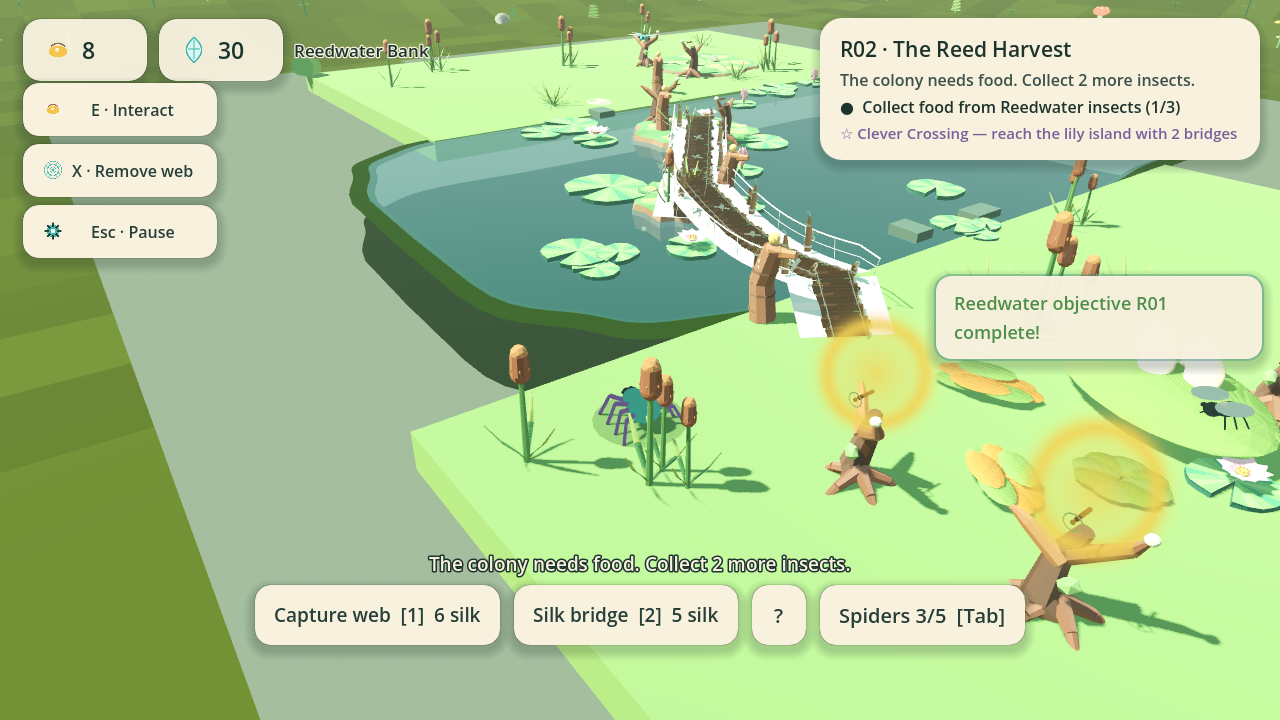 8
30
Reedwater Bank
E · Interact
X · Remove web
Esc · Pause
R02 · The Reed Harvest
The colony needs food. Collect 2 more insects.
● Collect food from Reedwater insects (1/3)
☆ Clever Crossing — reach the lily island with 2 bridges
Reedwater objective R01
complete!
The colony needs food. Collect 2 more insects.
Capture web [1] 6 silk
Silk bridge [2] 5 silk
?
Spiders 3/5 [Tab]